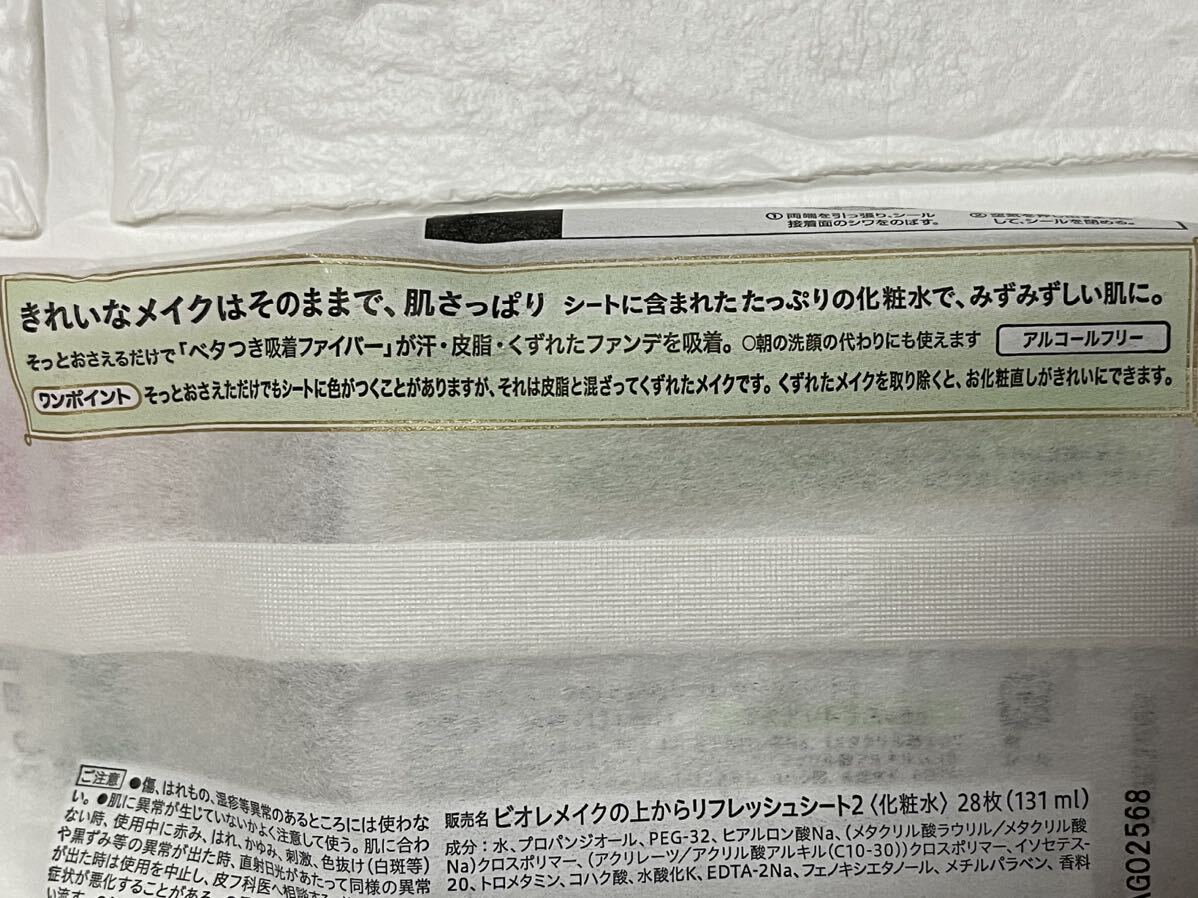 ①両端を引っ張り、シール
接着面のシワをのばす。
して、シールを閉める。
きれいなメイクはそのままで、肌さっぱり シートに含まれたたっぷりの化粧水で、みずみずしい肌に。
そっとおさえるだけで「ベタつき吸着ファイバー」が汗・皮脂・くずれたファンデを吸着。○朝の洗顔の代わりにも使えます アルコールフリー
ワンポイント そっとおさえただけでもシートに色がつくことがありますが、それは皮脂と混ざってくずれたメイクです。くずれたメイクを取り除くと、お化粧直しがきれいにできます。
ご注意 ●傷、はれもの、湿疹等異常のあるところには使わな
い。●肌に異常が生じていないかよく注意して使う。肌に合わ
ない時、使用中に赤み、はれ、かゆみ、刺激、色抜け(白斑等)
や黒ずみ等の異常が出た時、直射日光があたって同様の異常
が出た時は使用を中止し、皮フ科医へ相談する。
症状が悪化することがある。
販売名 ビオレメイクの上からリフレッシュシート2〈化粧水〉28枚(131ml)
成分：水、プロパンジオール、PEG-32、ヒアルロン酸Na、(メタクリル酸ラウリル/メタクリル酸
Na)クロスポリマー、(アクリレーツ/アクリル酸アルキル(C10-30))クロスポリマー、イソセテス-
20、トロメタミン、コハク酸、水酸化K、EDTA-2Na、フェノキシエタノール、メチルパラベン、香料
AGO02568